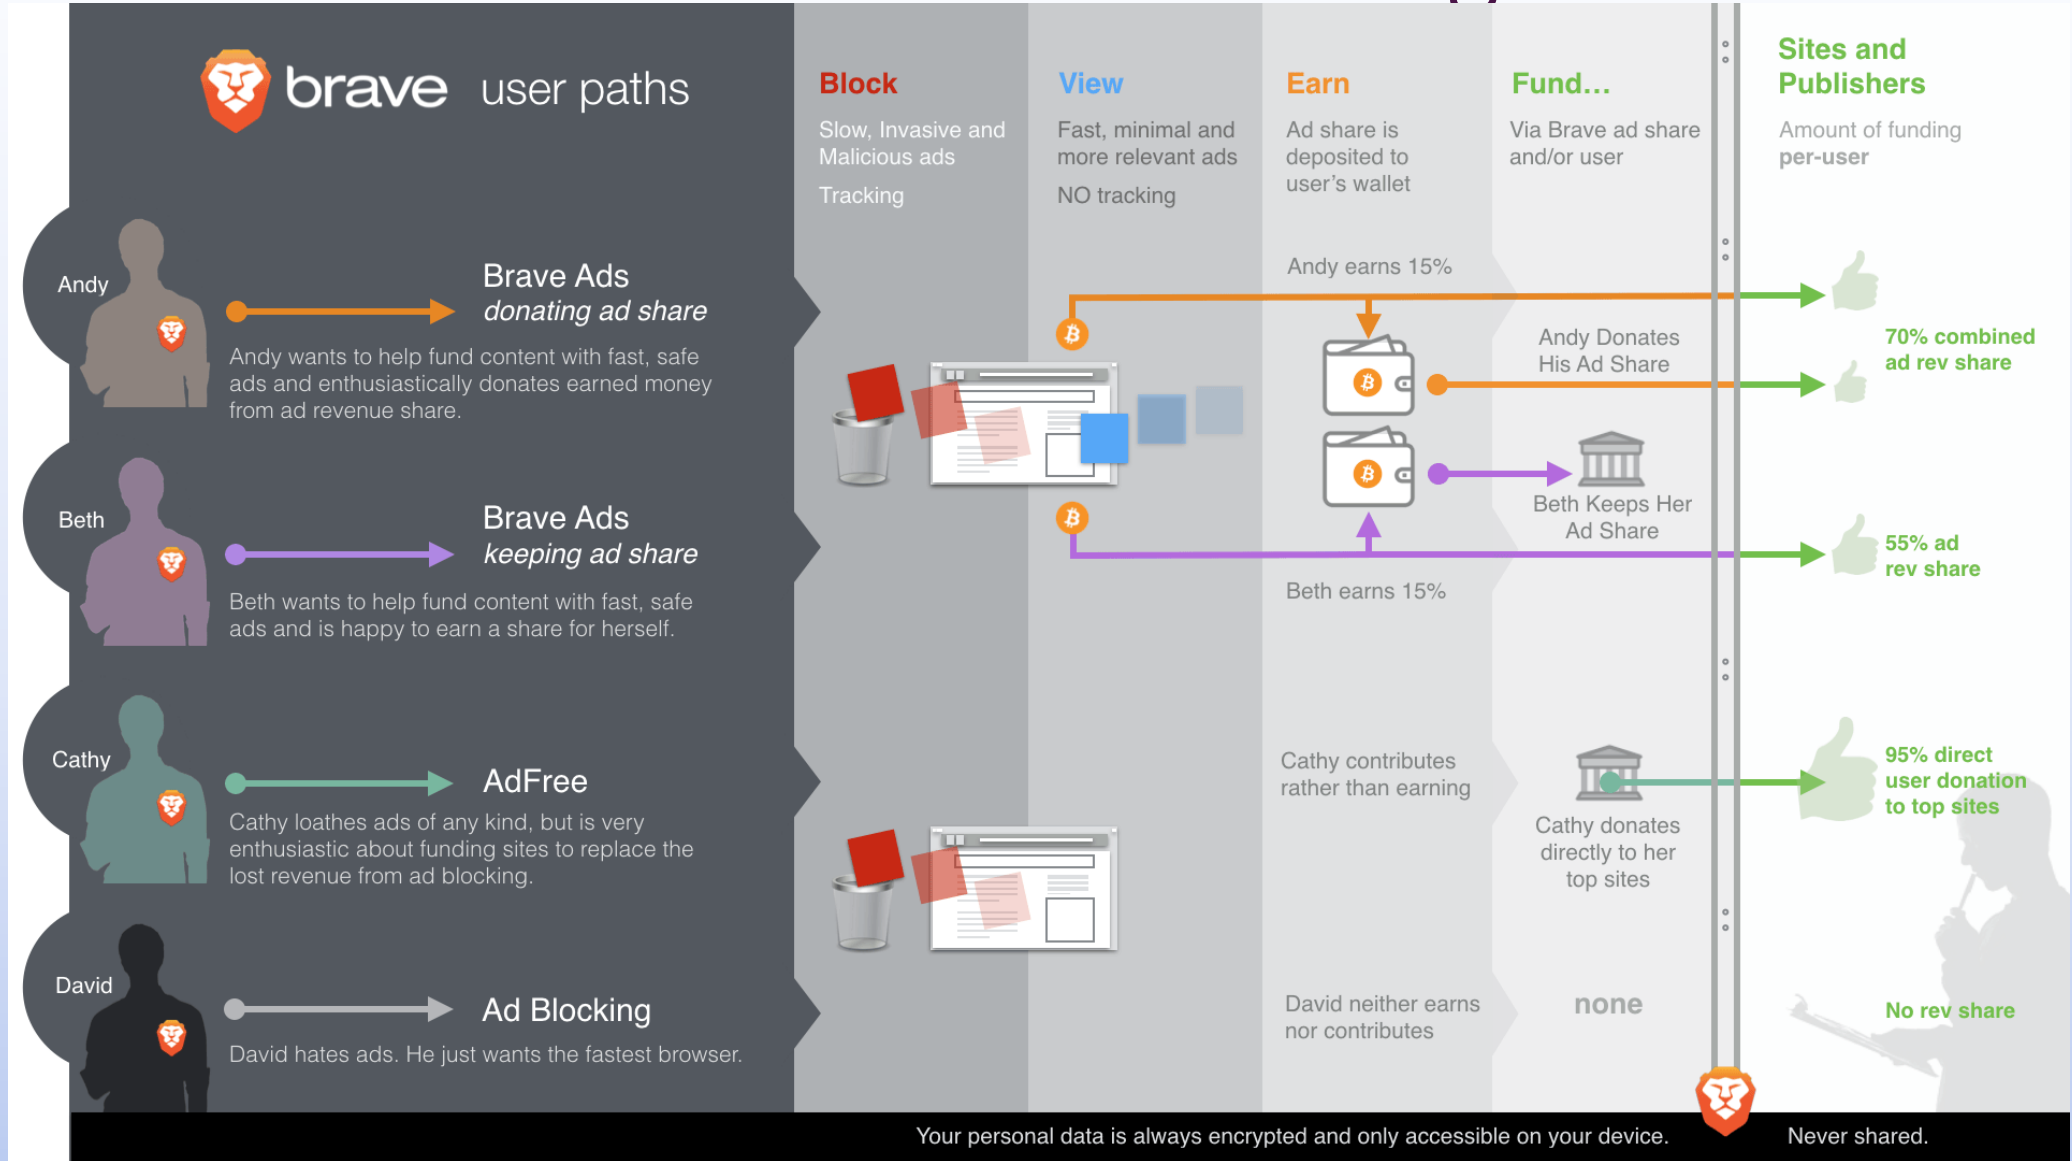 brave user paths
Block
Slow, Invasive and
Malicious ads
Tracking
View
Fast, minimal and
more relevant ads
NO tracking
Earn
Ad share is
deposited to
user's wallet
Fund...
Via Brave ad share
and/or user
Sites and
Publishers
Amount of funding
per-user
Andy
Brave Ads
donating ad share
Andy wants to help fund content with fast, safe
ads and enthusiastically donates earned money
from ad revenue share.
Andy earns 15%
Andy Donates
His Ad Share
70% combined
ad rev share
Beth
Brave Ads
keeping ad share
Beth wants to help fund content with fast, safe
ads and is happy to earn a share for herself.
Beth Keeps Her
Ad Share
Beth earns 15%
55% ad
rev share
Cathy
AdFree
Cathy loathes ads of any kind, but is very
enthusiastic about funding sites to replace the
lost revenue from ad blocking.
Cathy contributes
rather than earning
Cathy donates
directly to her
top sites
95% direct
user donation
to top sites
David
Ad Blocking
David hates ads. He just wants the fastest browser.
David neither earns
nor contributes
none
No rev share
Your personal data is always encrypted and only accessible on your device.
Never shared.